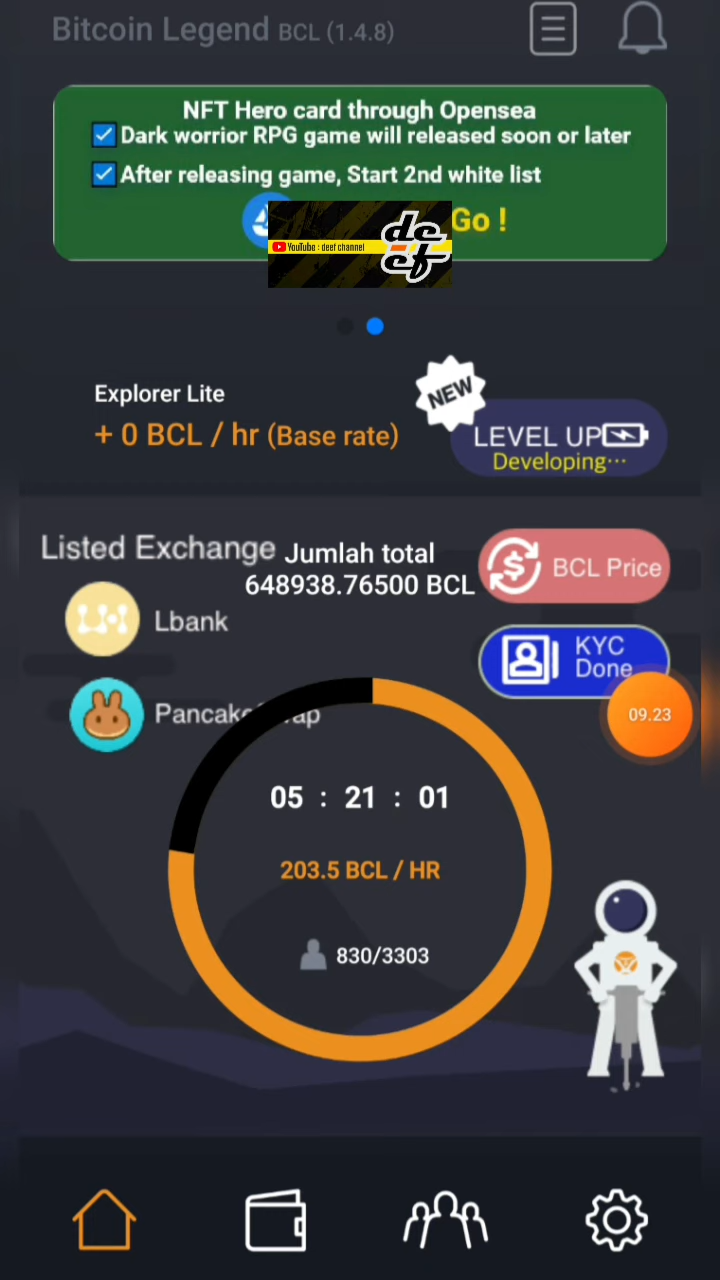 Bitcoin Legend BCL (1.4.8)
NFT Hero card through Opensea
Dark worrior RPG game will released soon or later
After releasing game, Start 2nd white list
Go !
YouTube : deef channel
de
ef
Explorer Lite
+ 0 BCL / hr (Base rate)
NEW
LEVEL UP
Developing···
Listed Exchange
Jumlah total
648938.76500 BCL
BCL Price
Lbank
KYC
Done
09.23
05 : 21 : 01
203.5 BCL / HR
830/3303